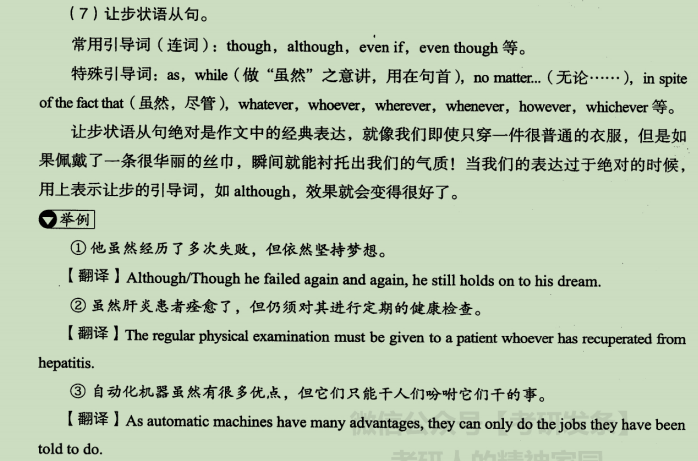 （7）让步状语从句。
常用引导词（连词）：though，although，even if，even though 等。
特殊引导词：as，while（做“虽然”之意讲，用在句首），no matter...（无论……），in spite
of the fact that（虽然，尽管），whatever，whoever，wherever，whenever，however，whichever 等。
让步状语从句绝对是作文中的经典表达，就像我们即使只穿一件很普通的衣服，但是如
果佩戴了一条很华丽的丝巾，瞬间就能衬托出我们的气质！当我们的表达过于绝对的时候，
用上表示让步的引导词，如 although，效果就会变得很好了。
举例
① 他虽然经历了多次失败，但依然坚持梦想。
【翻译】Although/Though he failed again and again, he still holds on to his dream.
② 虽然肝炎患者痊愈了，但仍须对其进行定期的健康检查。
【翻译】The regular physical examination must be given to a patient whoever has recuperated from
hepatitis.
③ 自动化机器虽然有很多优点，但它们只能干人们吩咐它们干的事。
微信公众号【考研发条】
【翻译】As automatic machines have many advantages, they can only do the jobs they have been
told to do.
考研人的精神家园